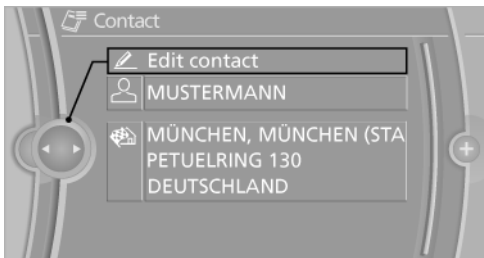 Contact
Edit contact
MUSTERMANN
MÜNCHEN, MÜNCHEN (STA
PETUELRING 130
DEUTSCHLAND